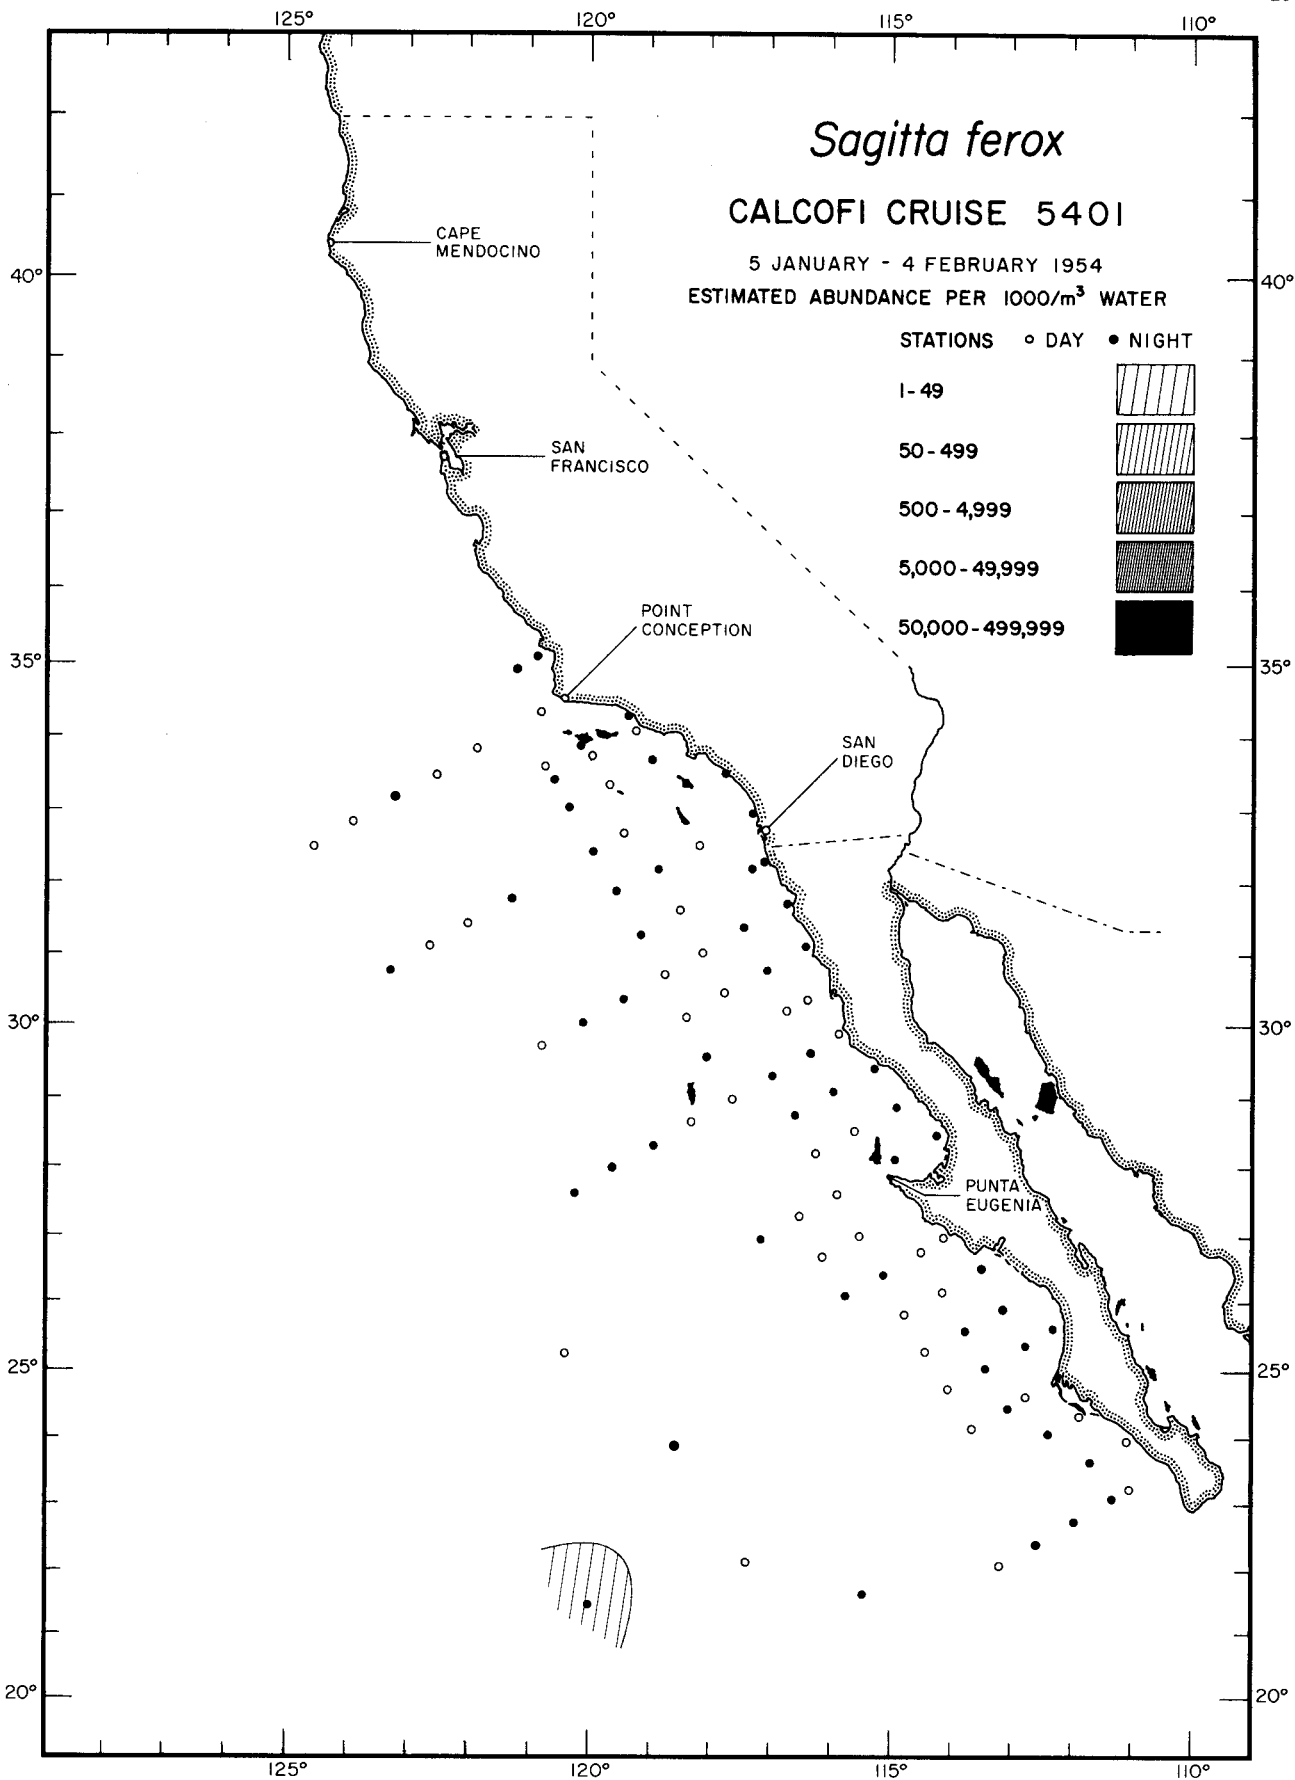 125° 120° 115° 110°
Sagitta ferox
CALCOFI CRUISE 5401
5 JANUARY - 4 FEBRUARY 1954
ESTIMATED ABUNDANCE PER 1000/m³ WATER
STATIONS ○ DAY ● NIGHT
1-49
50-499
500-4,999
5,000-49,999
50,000-499,999
CAPE
MENDOCINO
40° 40°
SAN
FRANCISCO
POINT
CONCEPTION
35° 35°
SAN
DIEGO
30° 30°
PUNTA
EUGENIA
25° 25°
20° 20°
125° 120° 115° 110°